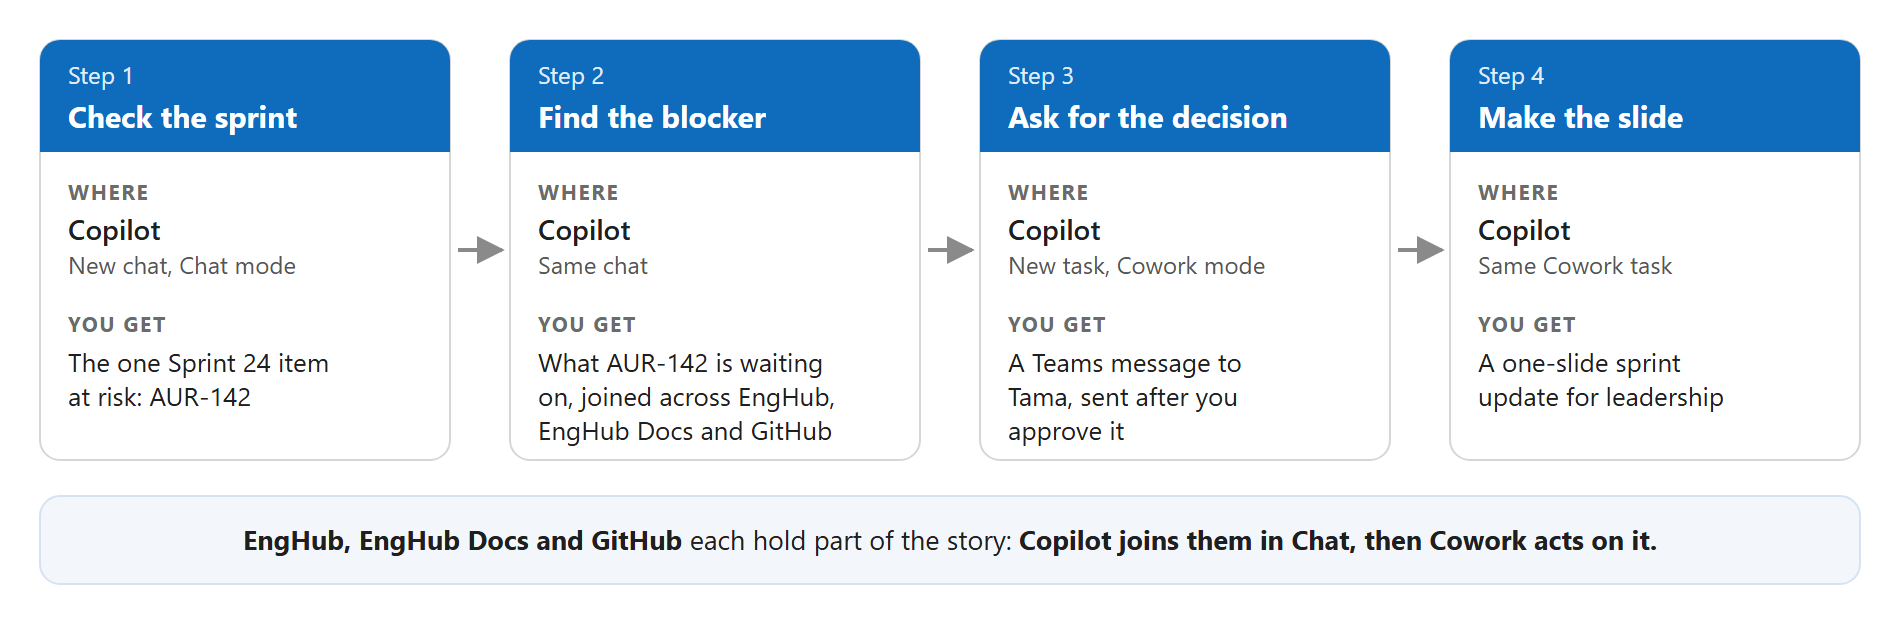 Step 1
Check the sprint
WHERE
Copilot
New chat, Chat mode
YOU GET
The one Sprint 24 item
at risk: AUR-142
Step 2
Find the blocker
WHERE
Copilot
Same chat
YOU GET
What AUR-142 is waiting
on, joined across EngHub,
EngHub Docs and GitHub
Step 3
Ask for the decision
WHERE
Copilot
New task, Cowork mode
YOU GET
A Teams message to
Tama, sent after you
approve it
Step 4
Make the slide
WHERE
Copilot
Same Cowork task
YOU GET
A one-slide sprint
update for leadership
EngHub, EngHub Docs and GitHub each hold part of the story: Copilot joins them in Chat, then Cowork acts on it.